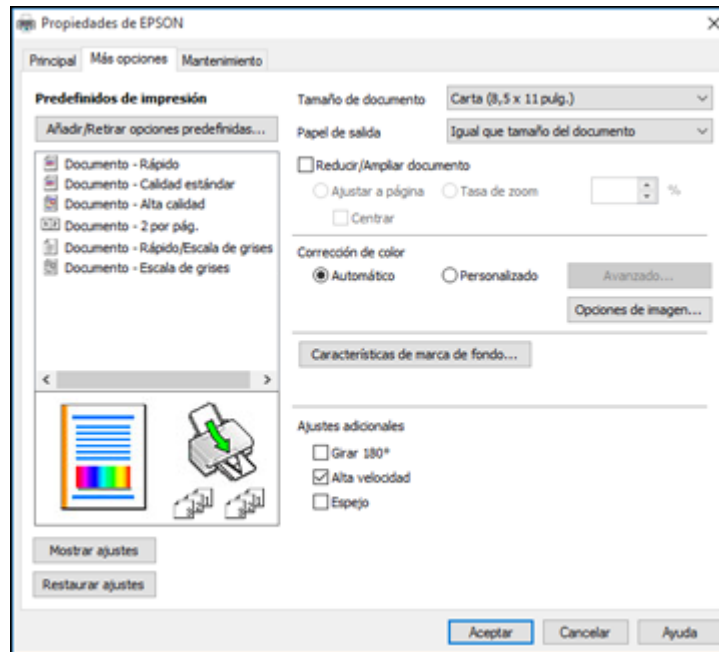 Propiedades de EPSON
Principal
Más opciones
Mantenimiento
Predefinidos de impresión
Añadir/Retirar opciones predefinidas...
Documento - Rápido
Documento - Calidad estándar
Documento - Alta calidad
Documento - 2 por pág.
Documento - Rápido/Escala de grises
Documento - Escala de grises
Mostrar ajustes
Restaurar ajustes
Tamaño de documento
Carta (8,5 x 11 pulg.)
Papel de salida
Igual que tamaño del documento
Reducir/Ampliar documento
Ajustar a página
Tasa de zoom
%
Centrar
Corrección de color
Automático
Personalizado
Avanzado...
Opciones de imagen...
Características de marca de fondo...
Ajustes adicionales
Girar 180°
Alta velocidad
Espejo
Aceptar
Cancelar
Ayuda